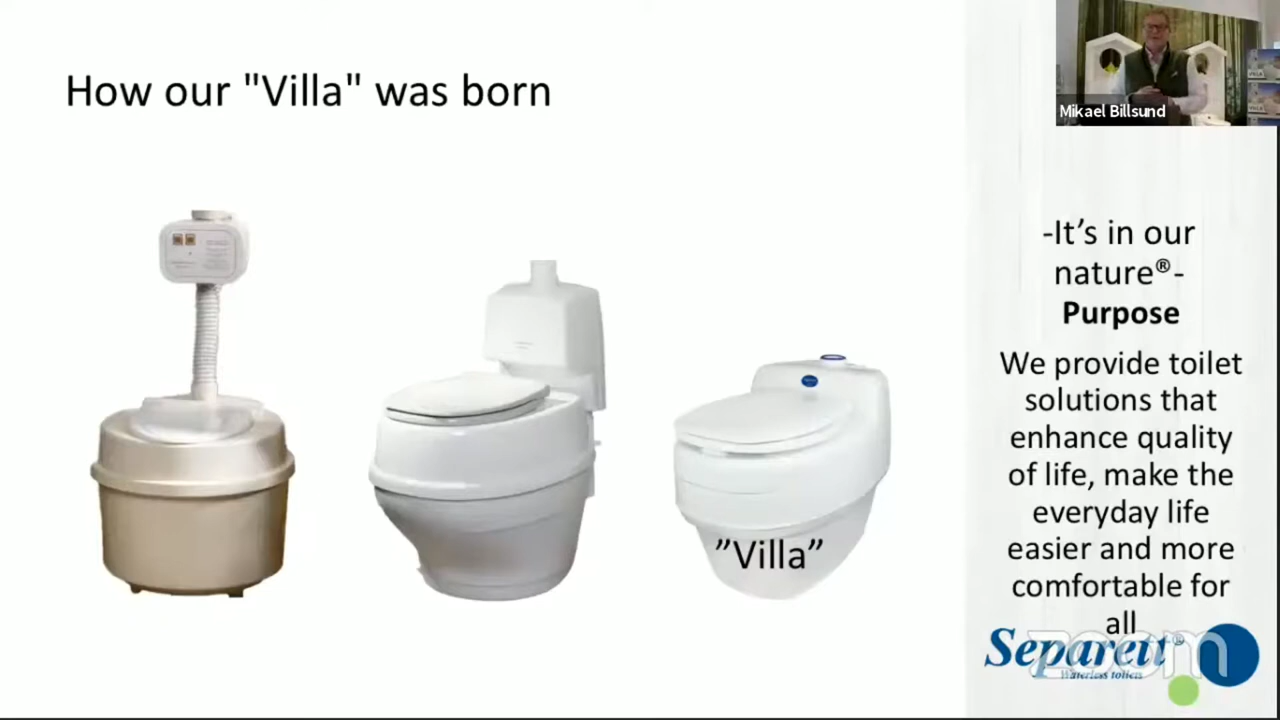 How our "Villa" was born
Mikael Billsund
-It’s in our
nature®-
Purpose
We provide toilet
solutions that
enhance quality
of life, make the
everyday life
easier and more
comfortable for
all
”Villa”
Separett®
Waterless toilets
zoom